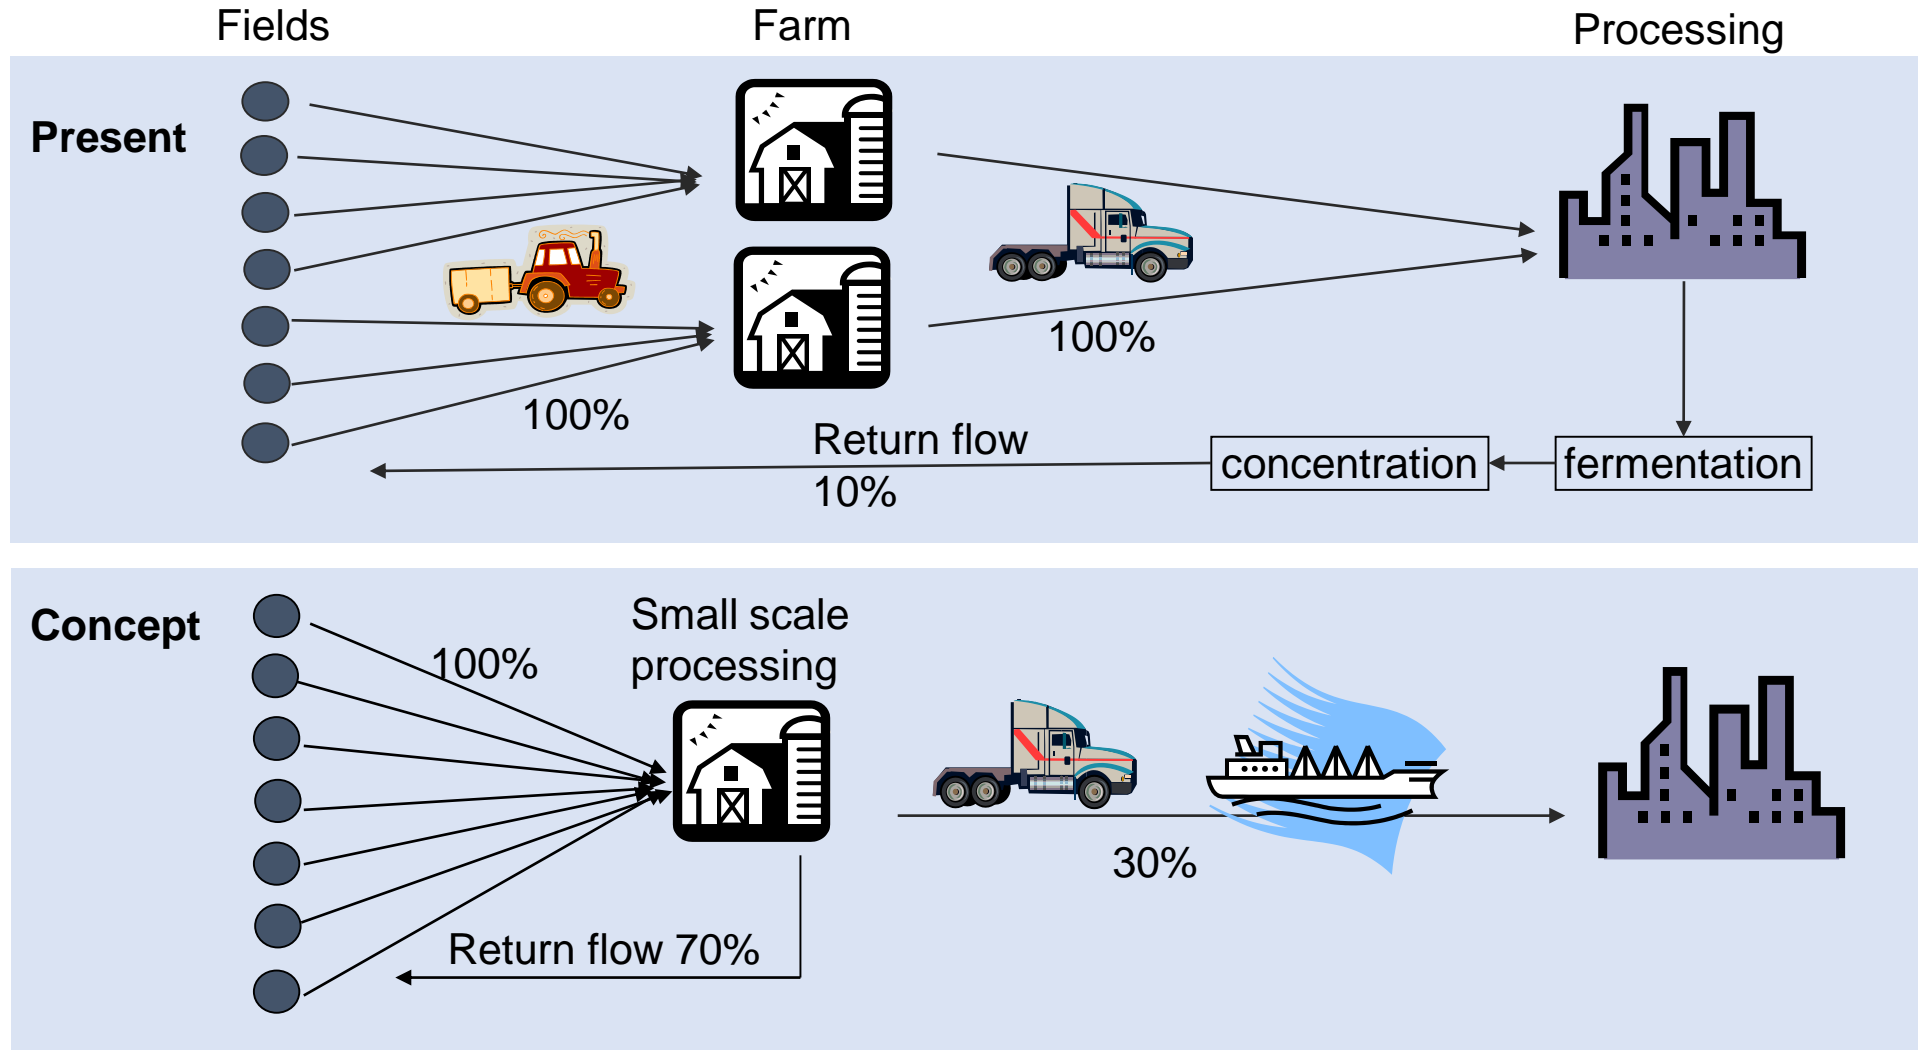 Fields
Farm
Processing
Present
100%
100%
Return flow
10%
concentration
fermentation
Concept
100%
Small scale
processing
30%
Return flow 70%